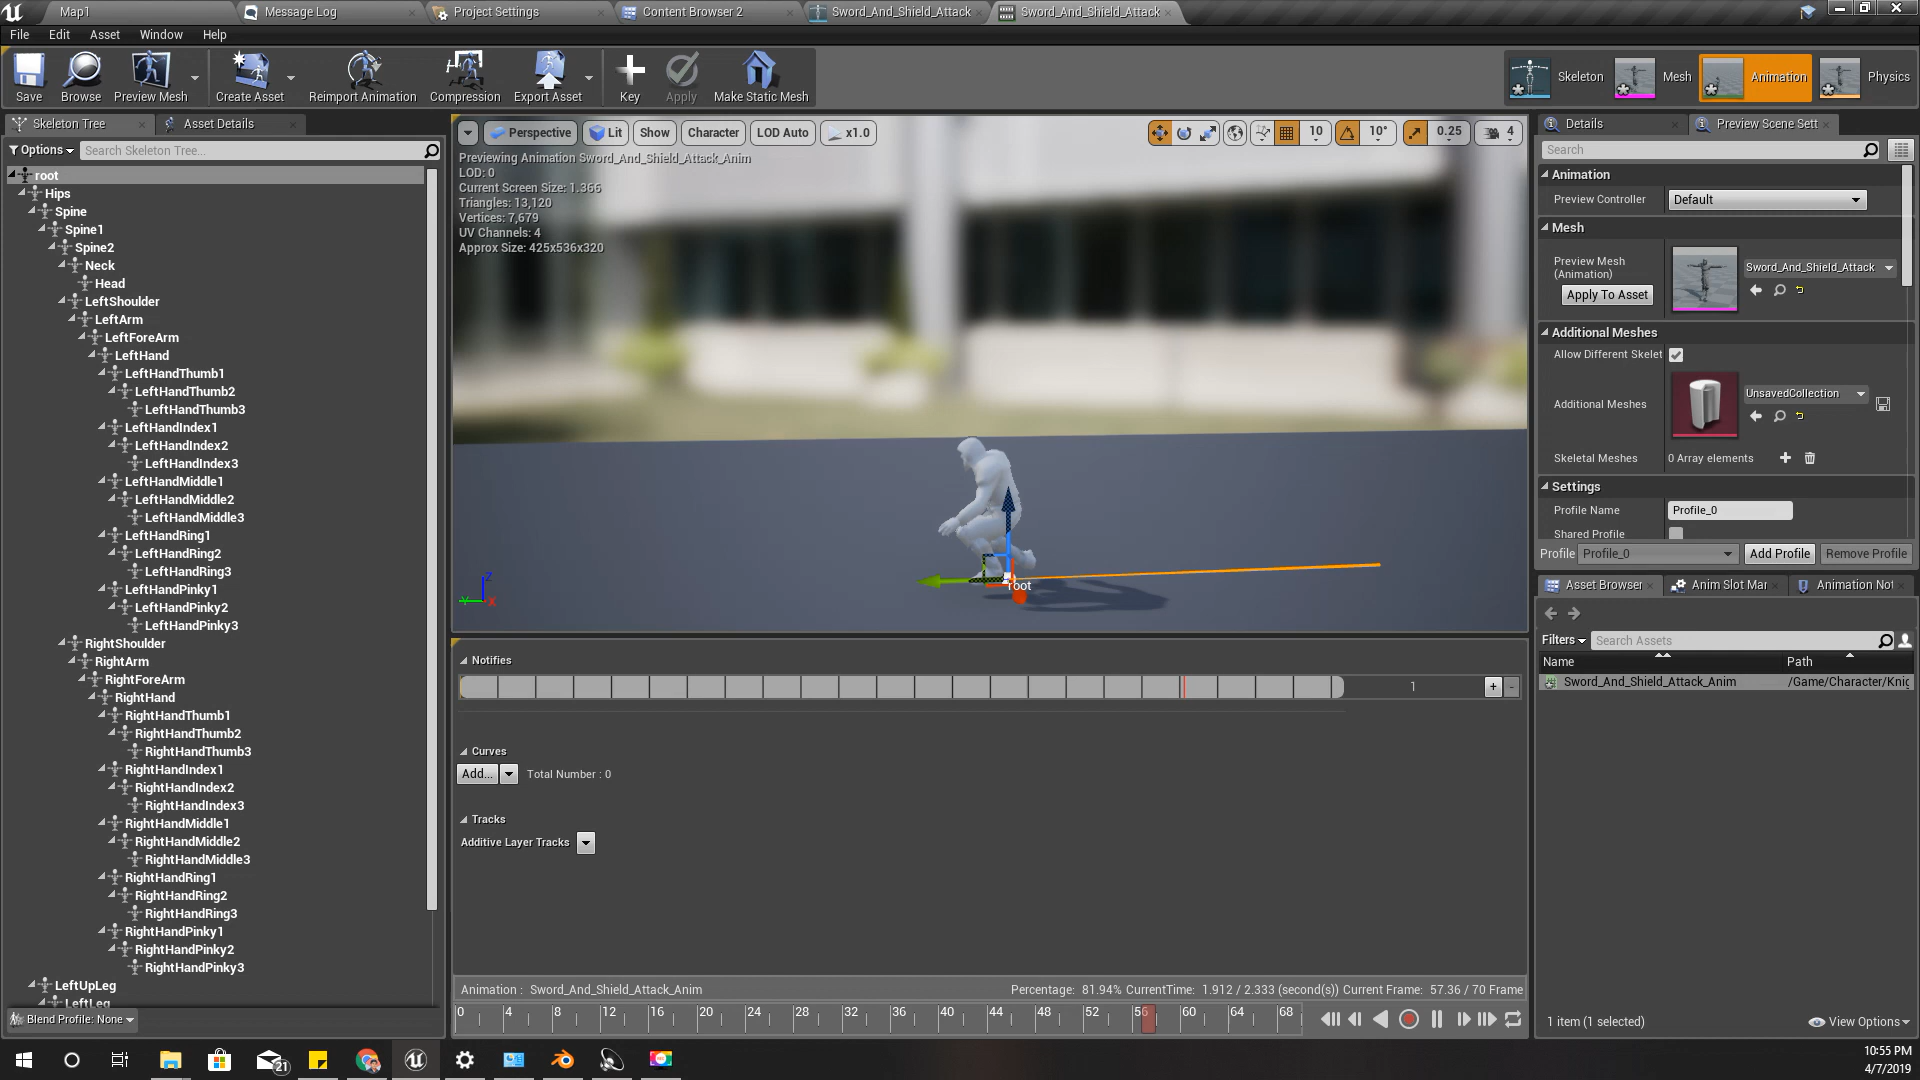 Map1
Message Log
Project Settings
Content Browser 2
Sword_And_Shield_Attack
Sword_And_Shield_Attack
File Edit Asset Window Help
Save Browse Preview Mesh Create Asset Reimport Animation Compression Export Asset Key Apply Make Static Mesh
Skeleton Mesh Animation Physics
Skeleton Tree Asset Details
Options Search Skeleton Tree...
root
Hips
Spine
Spine1
Spine2
Neck
Head
LeftShoulder
LeftArm
LeftForeArm
LeftHand
LeftHandThumb1
LeftHandThumb2
LeftHandThumb3
LeftHandIndex1
LeftHandIndex2
LeftHandIndex3
LeftHandMiddle1
LeftHandMiddle2
LeftHandMiddle3
LeftHandRing1
LeftHandRing2
LeftHandRing3
LeftHandPinky1
LeftHandPinky2
LeftHandPinky3
RightShoulder
RightArm
RightForeArm
RightHand
RightHandThumb1
RightHandThumb2
RightHandThumb3
RightHandIndex1
RightHandIndex2
RightHandIndex3
RightHandMiddle1
RightHandMiddle2
RightHandMiddle3
RightHandRing1
RightHandRing2
RightHandRing3
RightHandPinky1
RightHandPinky2
RightHandPinky3
LeftUpLeg
LeftLeg
Blend Profile: None
Perspective Lit Show Character LOD Auto x1.0 10 10° 0.25 4
Previewing Animation Sword_And_Shield_Attack_Anim
LOD: 0
Current Screen Size: 1.366
Triangles: 13,120
Vertices: 7,679
UV Channels: 4
Approx Size: 425x536x320
root
Z
Y X
Notifies
1 + -
Curves
Add... Total Number : 0
Tracks
Additive Layer Tracks
Animation : Sword_And_Shield_Attack_Anim Percentage: 81.94% CurrentTime: 1.912 / 2.333 (second(s)) Current Frame: 57.36 / 70 Frame
0 4 8 12 16 20 24 28 32 36 40 44 48 52 56 60 64 68
Details Preview Scene Sett
Search
Animation
Preview Controller Default
Mesh
Preview Mesh (Animation) Sword_And_Shield_Attack
Apply To Asset
Additional Meshes
Allow Different Skelet
Additional Meshes UnsavedCollection
Skeletal Meshes 0 Array elements
Settings
Profile Name Profile_0
Shared Profile
Profile Profile_0 Add Profile Remove Profile
Asset Browser Anim Slot Mar Animation Not
Filters Search Assets
Name Path
Sword_And_Shield_Attack_Anim /Game/Character/Knig
1 item (1 selected) View Options
21
10:55 PM
4/7/2019